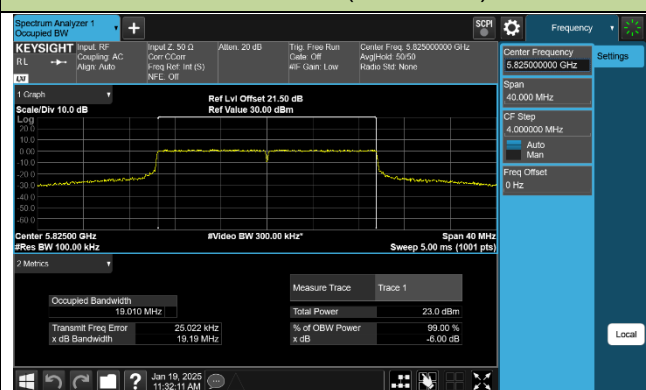 Spectrum Analyzer 1
Occupied BW
SCPI
Frequency
KEYSIGHT
RL
LXI
Input: RF
Coupling: AC
Align: Auto
Input Z: 50 Ω
Corr CCorr
Freq Ref: Int (S)
NFE: Off
Atten: 20 dB
Trig: Free Run
Gate: Off
#IF Gain: Low
Center Freq: 5.825000000 GHz
Avg|Hold: 50/50
Radio Std: None
Center Frequency
5.825000000 GHz
Settings
Span
40.000 MHz
CF Step
4.000000 MHz
Auto
Man
Freq Offset
0 Hz
Local
1 Graph
Scale/Div 10.0 dB
Ref Lvl Offset 21.50 dB
Ref Value 30.00 dBm
Log
20.0
10.0
0.00
-10.0
-20.0
-30.0
-40.0
-50.0
-60.0
Center 5.82500 GHz
#Res BW 100.00 kHz
#Video BW 300.00 kHz*
Span 40 MHz
Sweep 5.00 ms (1001 pts)
2 Metrics
Occupied Bandwidth
19.010 MHz
Transmit Freq Error 25.022 kHz
x dB Bandwidth 19.19 MHz
Measure Trace Trace 1
Total Power 23.0 dBm
% of OBW Power 99.00 %
x dB -6.00 dB
Jan 19, 2025
11:32:11 AM